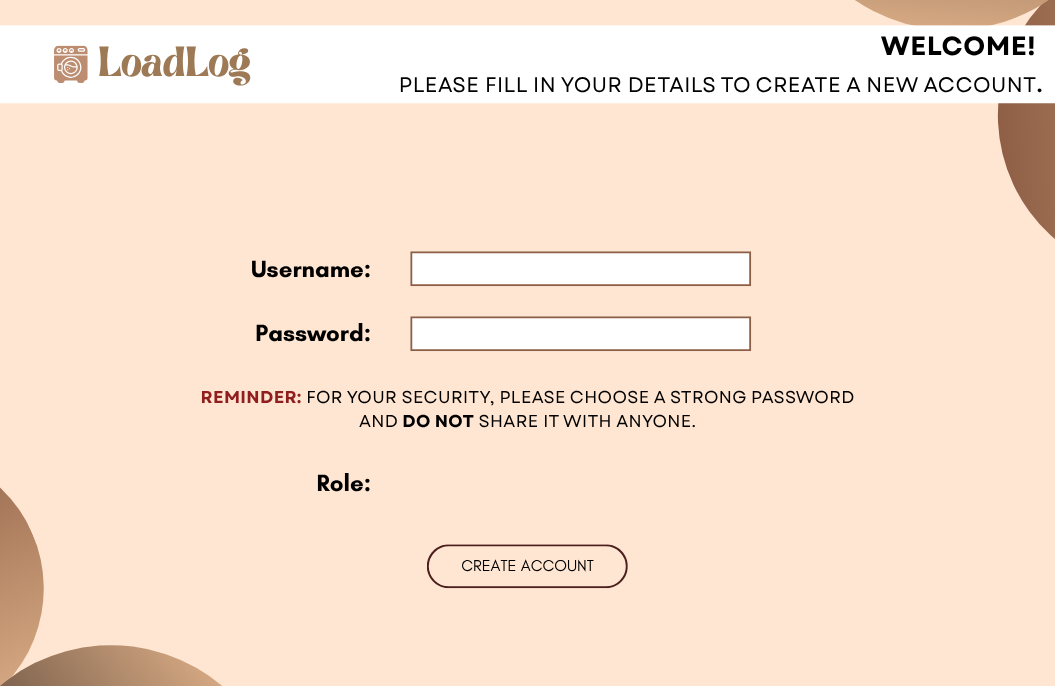 LoadLog
WELCOME!
PLEASE FILL IN YOUR DETAILS TO CREATE A NEW ACCOUNT.
Username:
Password:
REMINDER: FOR YOUR SECURITY, PLEASE CHOOSE A STRONG PASSWORD
AND DO NOT SHARE IT WITH ANYONE.
Role:
CREATE ACCOUNT